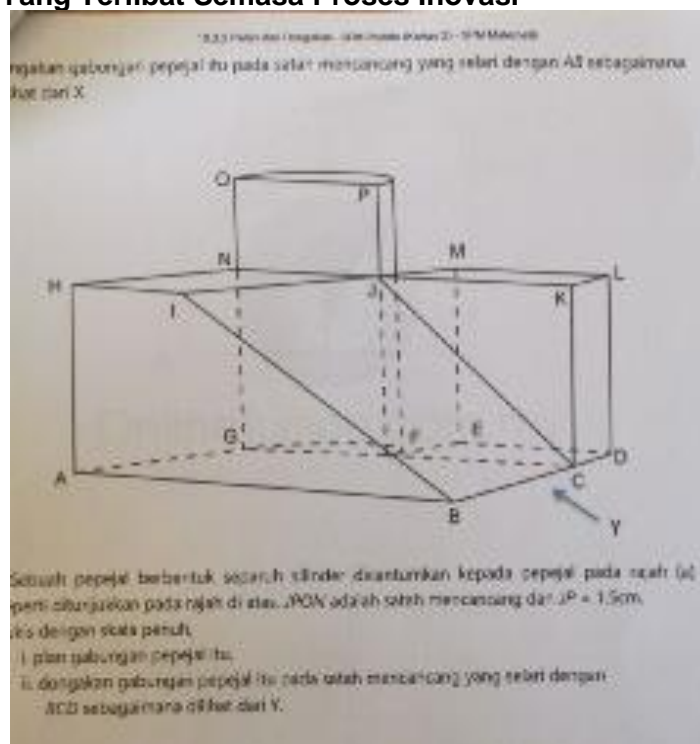 Yang Terlibat Semasa Proses Inovasi
gabungan pepejal itu pada satah mencancang yang selari dengan AB sebagaimana
dari X.
O
P
N
M
L
H
I
J
K
G
F
E
D
A
C
B
Y
Sebuah pepejal berbentuk separuh silinder dicantumkan kepada pepejal pada rajah (a)
ditunjukkan pada rajah di atas. JPON adalah satah mencancang dan JP = 1.5cm.
dengan skala penuh,
i. plan gabungan pepejal itu.
ii. dongakan gabungan pepejal itu pada satah mencancang yang selari dengan
BCD sebagaimana dilihat dari Y.